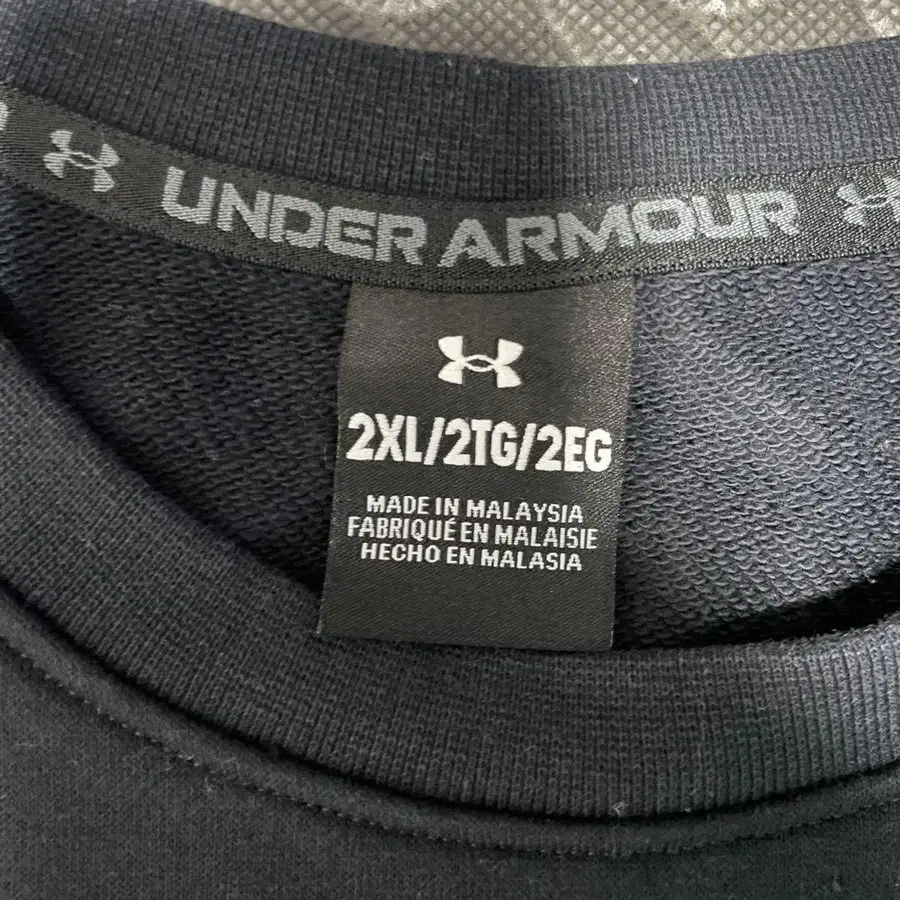 UNDER ARMOUR
2XL/2TG/2EG
MADE IN MALAYSIA
FABRIQUÉ EN MALAISIE
HECHO EN MALASIA